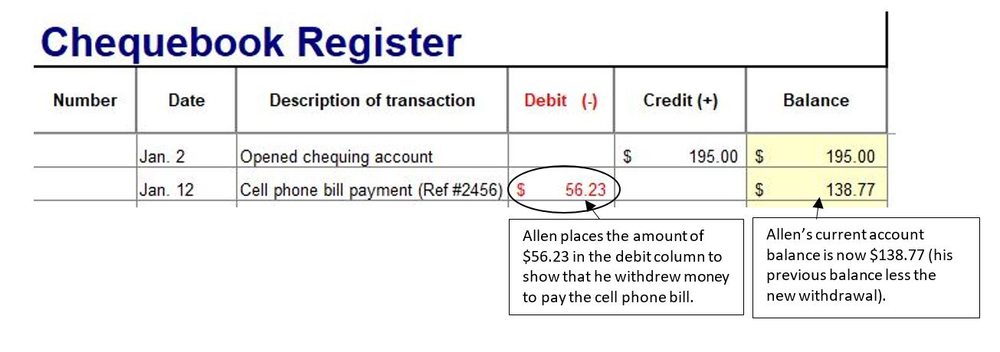 Chequebook Register
Number Date Description of transaction Debit (-) Credit (+) Balance
Jan. 2 Opened chequing account $ 195.00 $ 195.00
Jan. 12 Cell phone bill payment (Ref #2456) $ 56.23 $ 138.77
Allen places the amount of
$56.23 in the debit column to
show that he withdrew money
to pay the cell phone bill.
Allen’s current account
balance is now $138.77 (his
previous balance less the
new withdrawal).